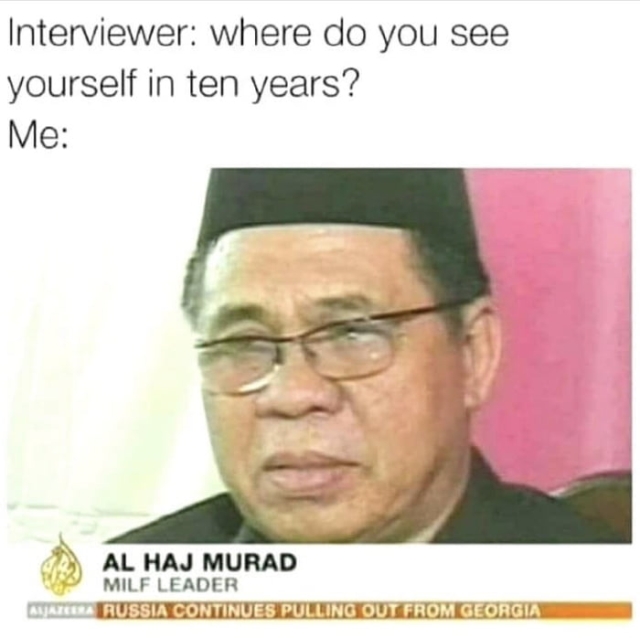 Interviewer: where do you see
yourself in ten years?
Me:
AL HAJ MURAD
MILF LEADER
ALJAZEERA RUSSIA CONTINUES PULLING OUT FROM GEORGIA